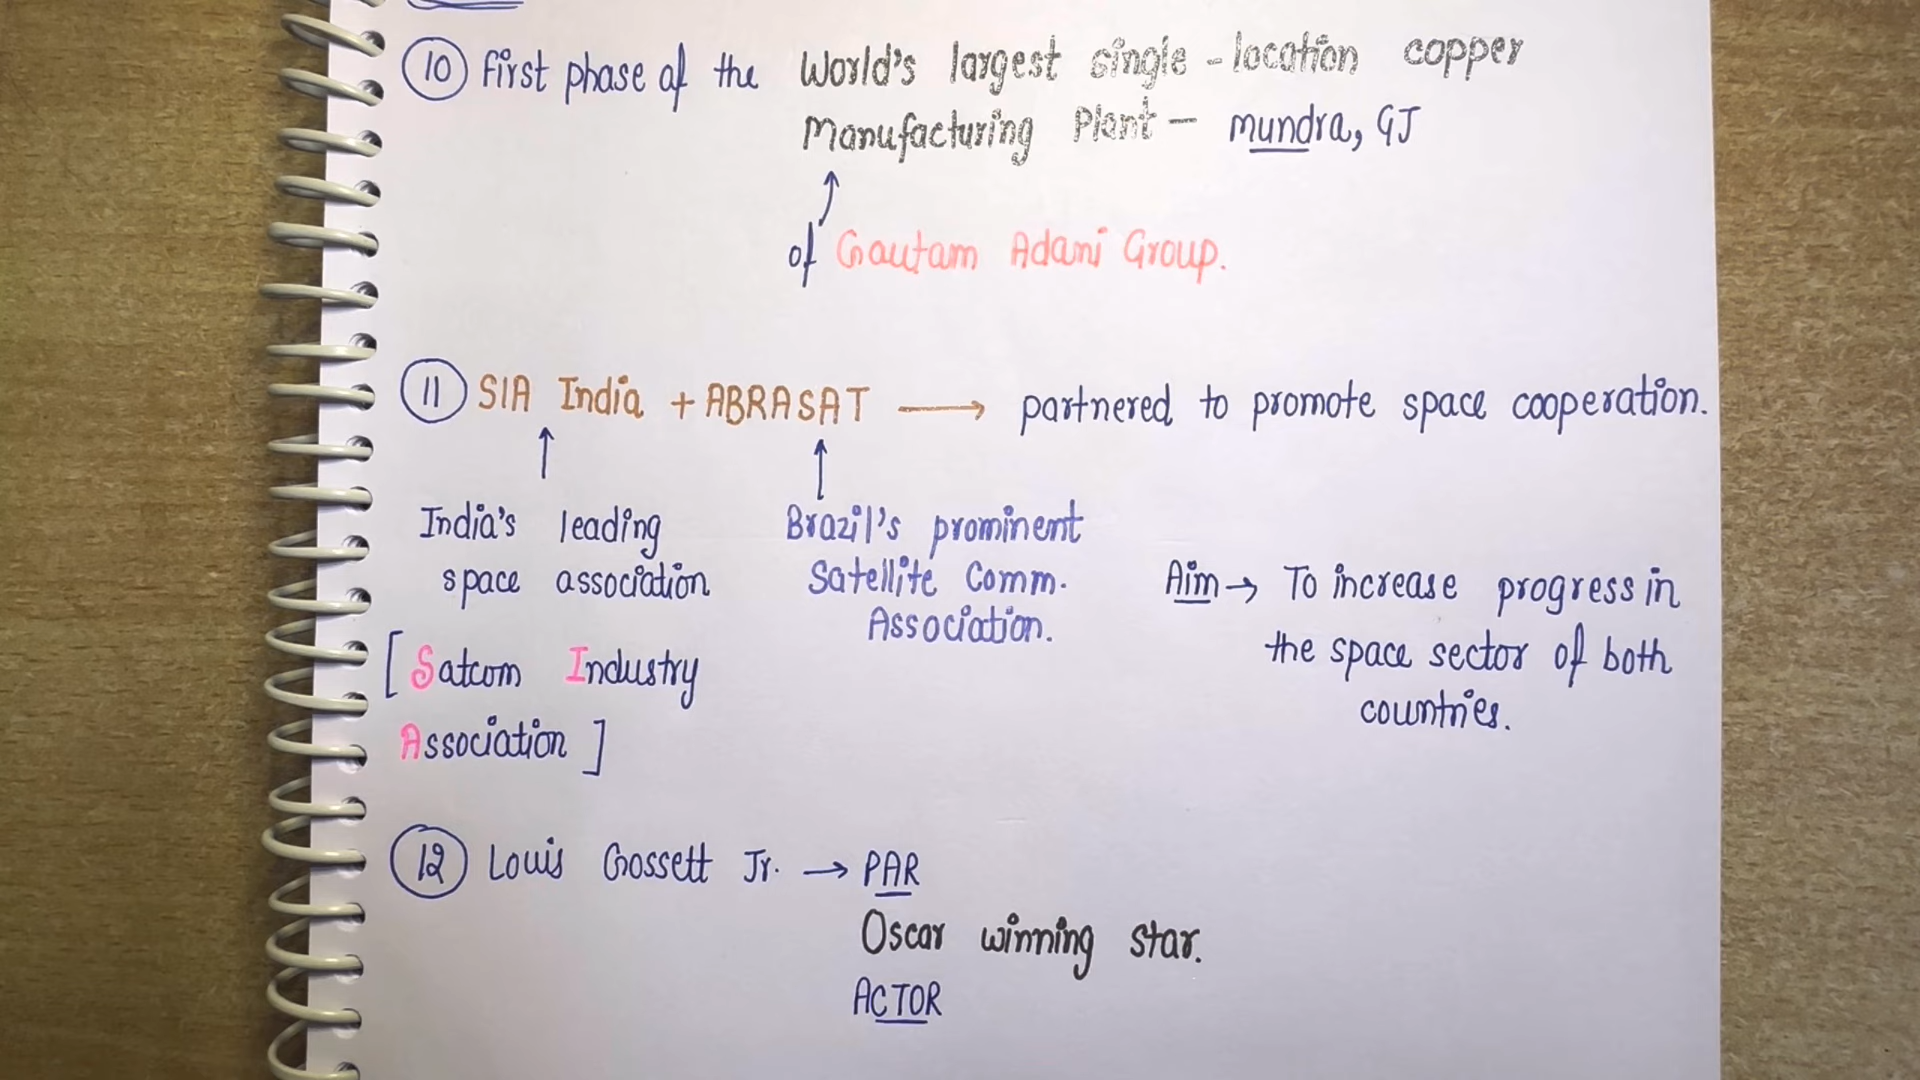 10 First phase of the World's largest single-location copper
Manufacturing Plant - mundra, GJ
↑
of Gautam Adani Group.
11 SIA India + ABRASAT → partnered to promote space cooperation.
↑ ↑
India's leading
space association
[Satcom Industry
Association]
Brazil's prominent
Satellite Comm.
Association.
Aim → To increase progress in
the space sector of both
countries.
12 Louis Gossett Jr. → PAR
Oscar winning star.
ACTOR